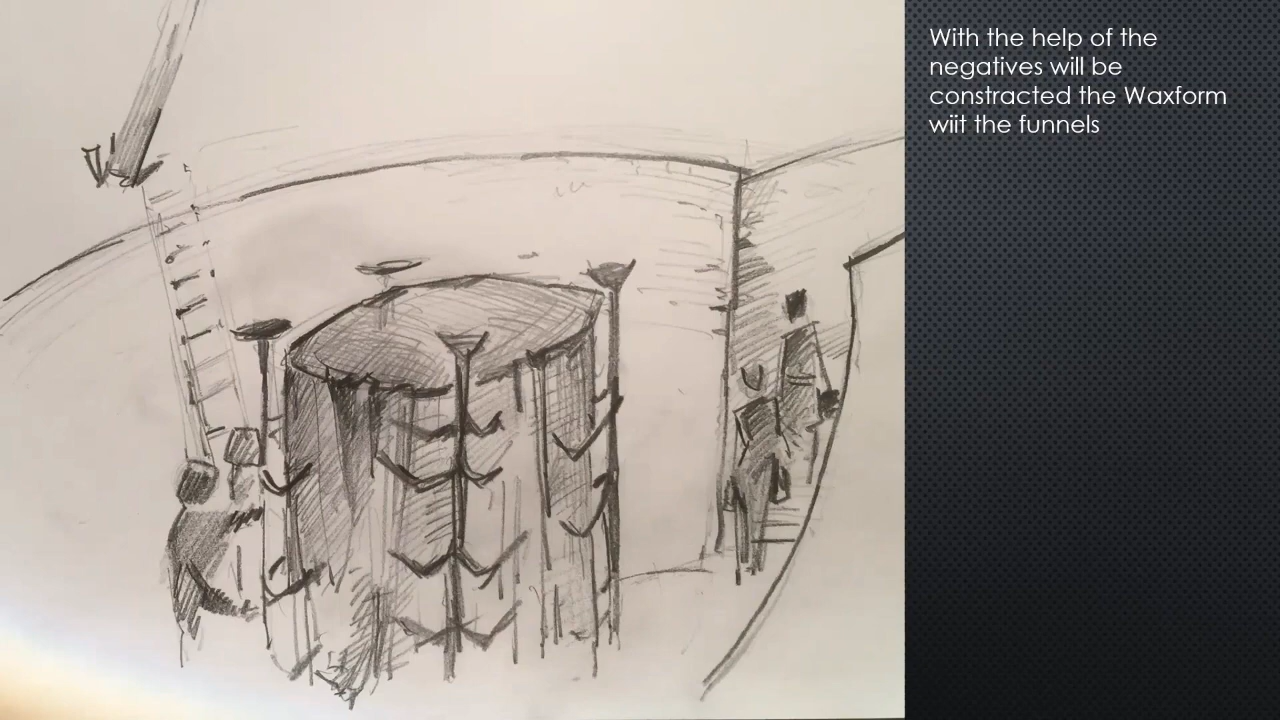 With the help of the
negatives will be
constracted the Waxform
wiit the funnels